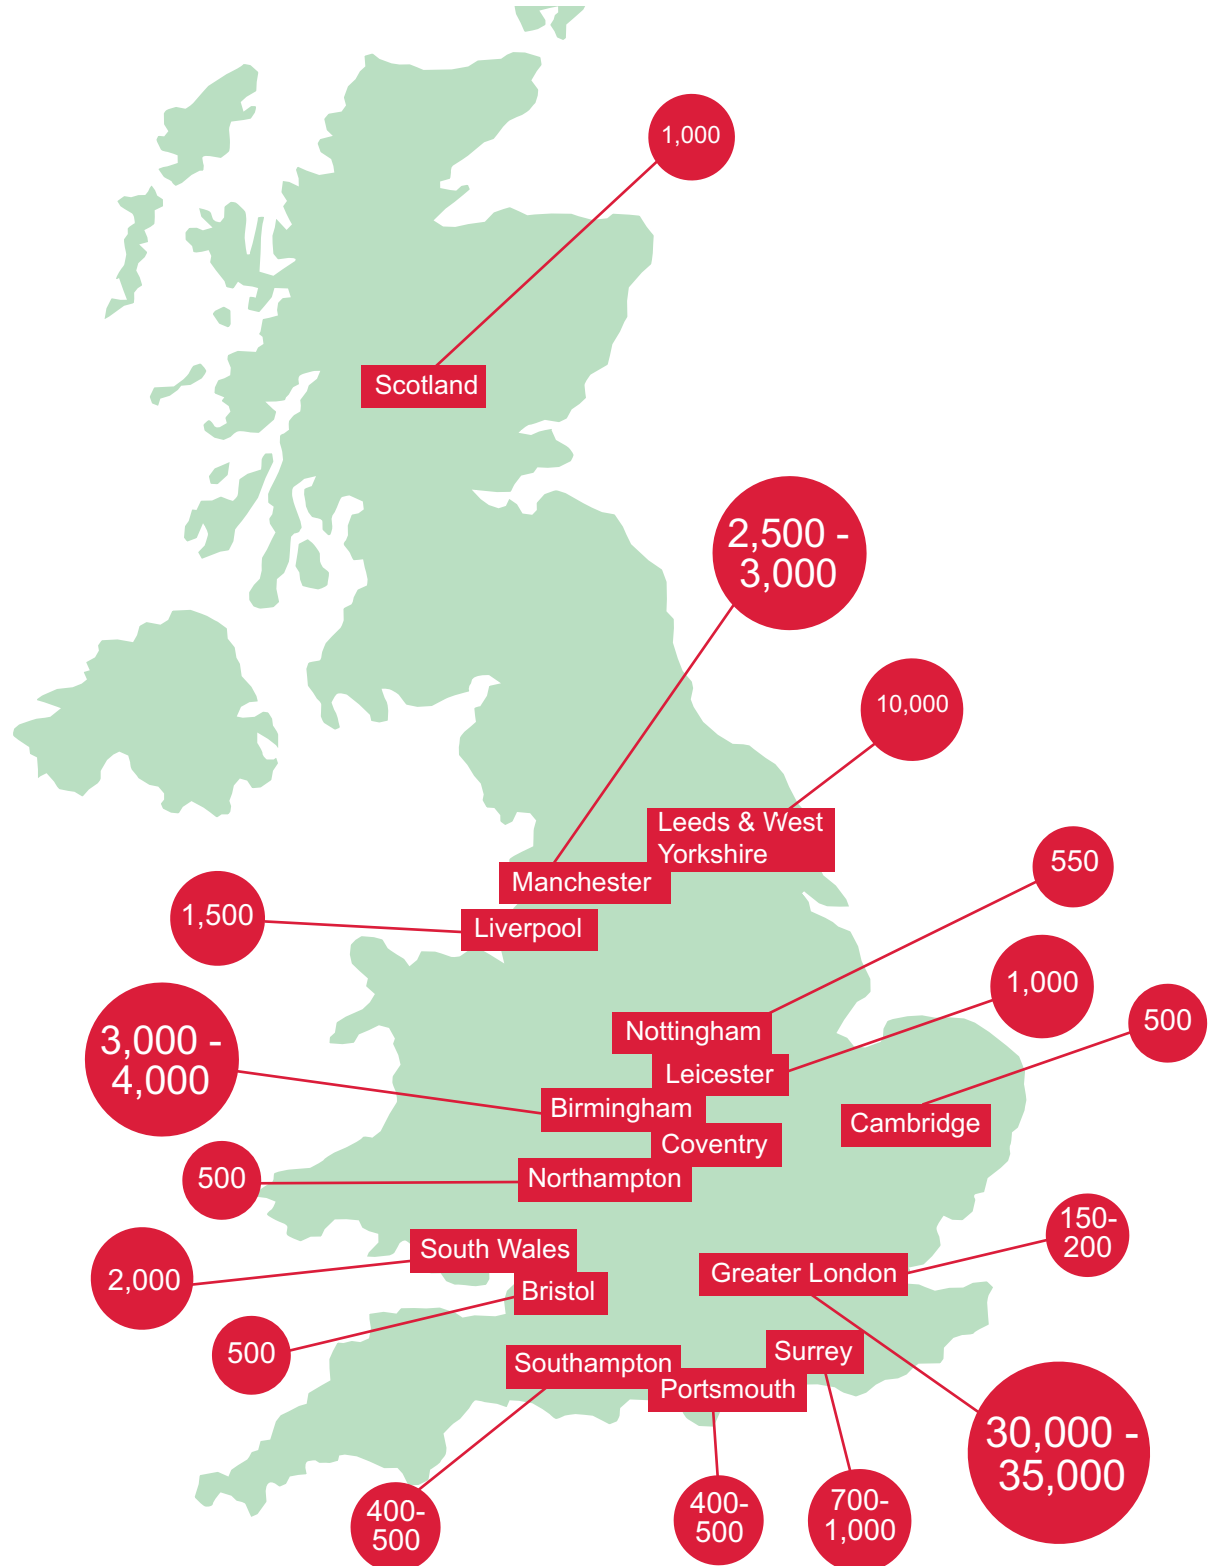 1,000
Scotland
2,500 -
3,000
10,000
Leeds & West
Yorkshire
550
Manchester
1,500
Liverpool
1,000
500
Nottingham
3,000 -
4,000
Leicester
Birmingham
Cambridge
Coventry
500
Northampton
150-
200
South Wales
Greater London
2,000
Bristol
500
Surrey
Southampton
Portsmouth
30,000 -
35,000
400-
500
400-
500
700-
1,000